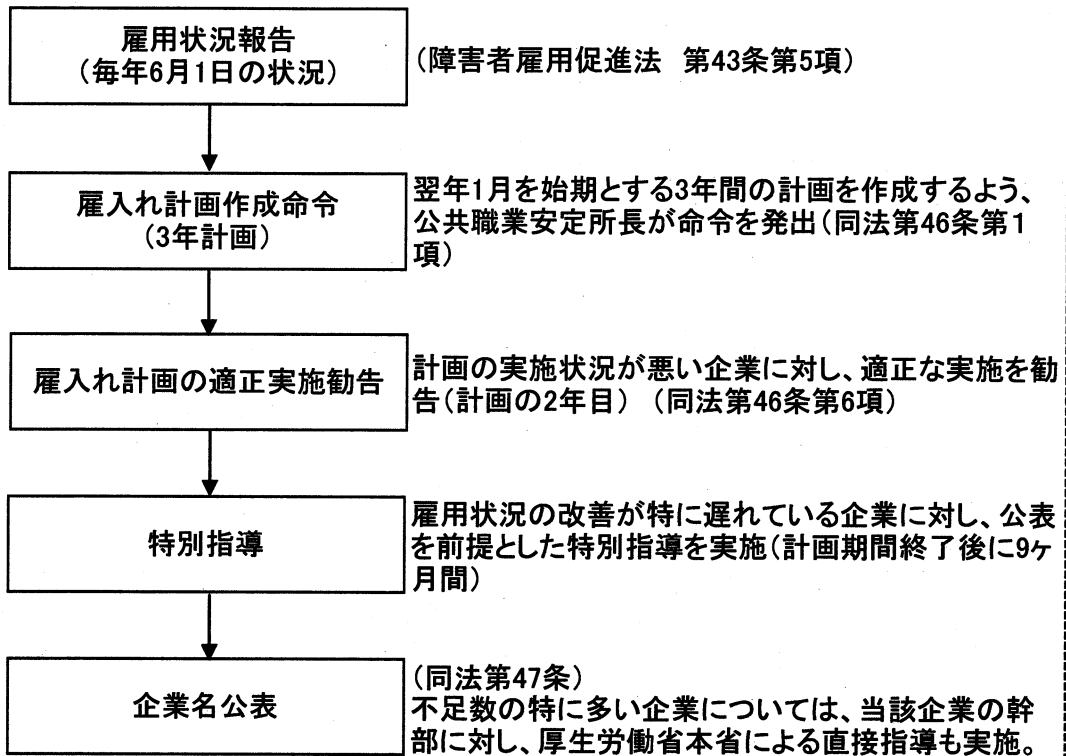 雇用状況報告
(毎年6月1日の状況)
(障害者雇用促進法 第43条第5項)
雇入れ計画作成命令
(3年計画)
翌年1月を始期とする3年間の計画を作成するよう、
公共職業安定所長が命令を発出(同法第46条第1
項)
雇入れ計画の適正実施勧告
計画の実施状況が悪い企業に対し、適正な実施を勧
告(計画の2年目) (同法第46条第6項)
特別指導
雇用状況の改善が特に遅れている企業に対し、公表
を前提とした特別指導を実施(計画期間終了後に9ヶ
月間)
企業名公表
(同法第47条)
不足数の特に多い企業については、当該企業の幹
部に対し、厚生労働省本省による直接指導も実施。